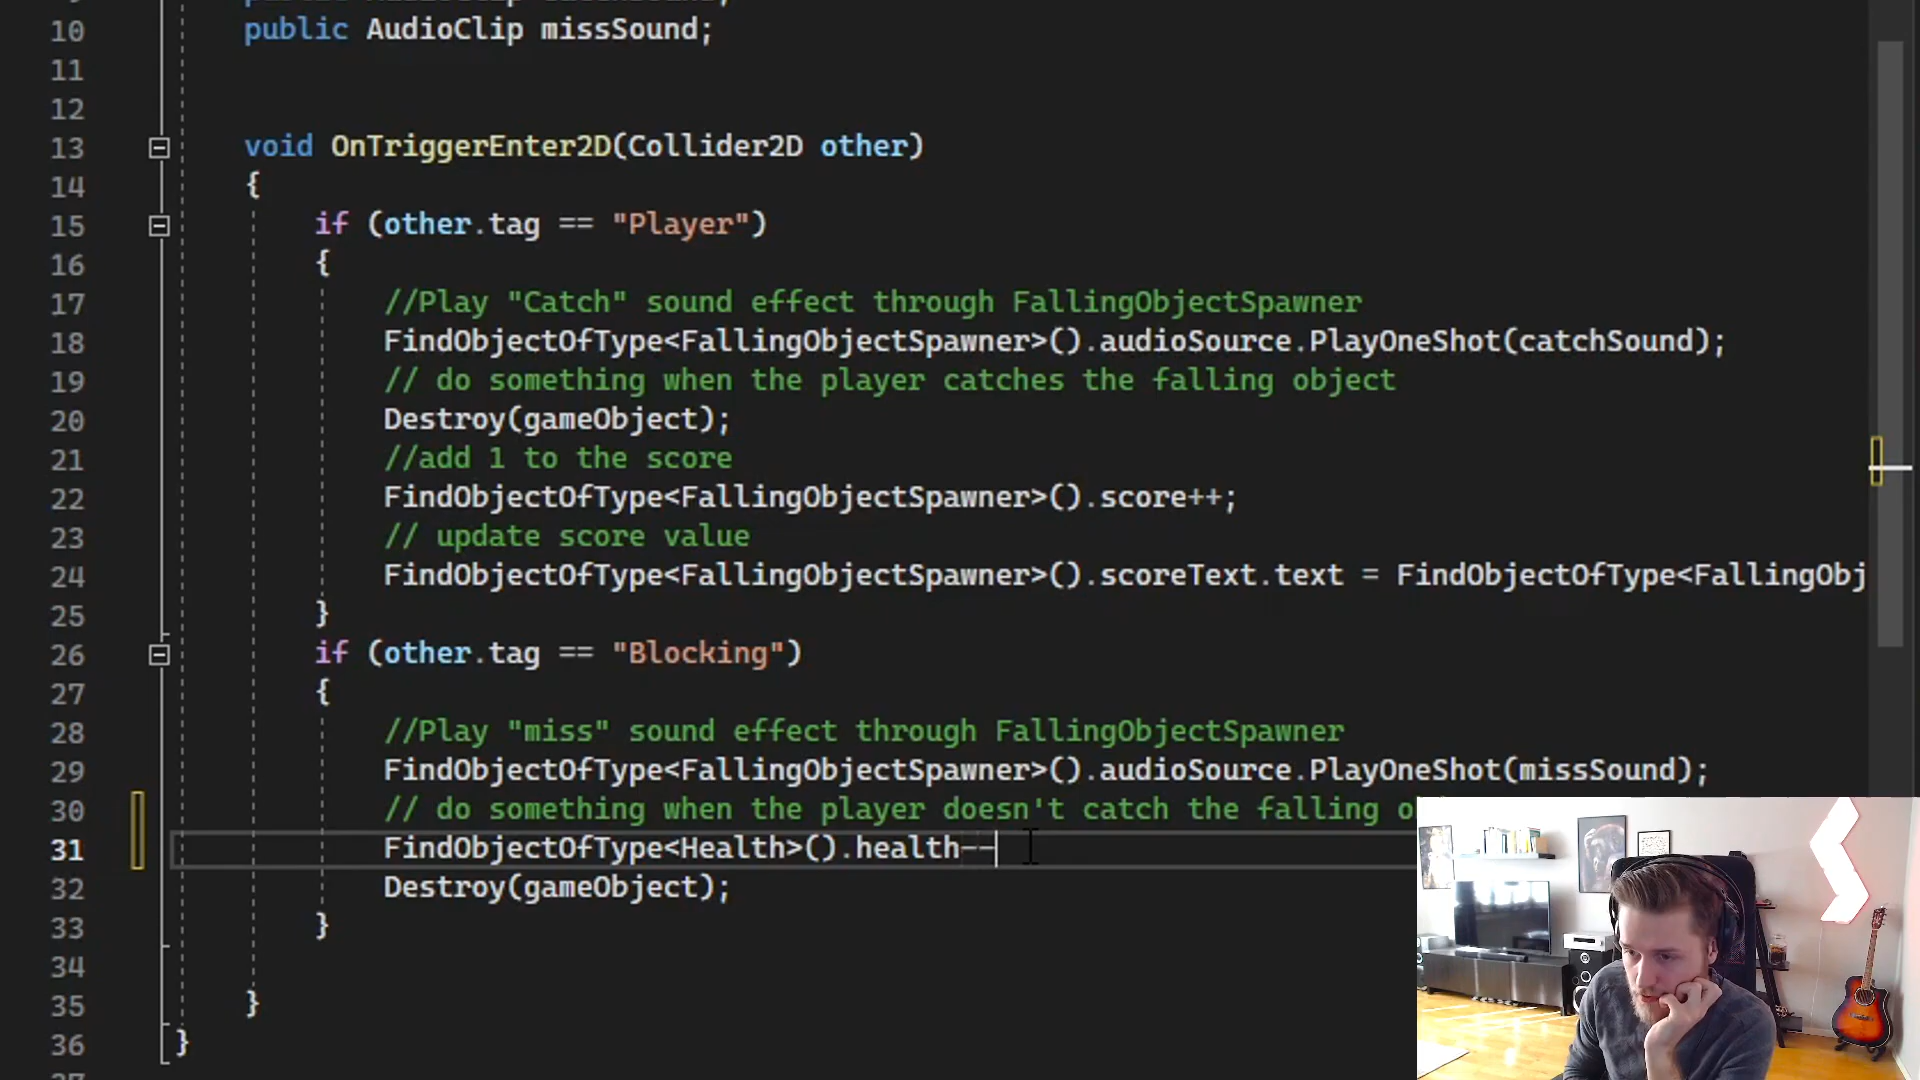 10 public AudioClip missSound;
11
12
13 void OnTriggerEnter2D(Collider2D other)
14 {
15 if (other.tag == "Player")
16 {
17 //Play "Catch" sound effect through FallingObjectSpawner
18 FindObjectOfType<FallingObjectSpawner>().audioSource.PlayOneShot(catchSound);
19 // do something when the player catches the falling object
20 Destroy(gameObject);
21 //add 1 to the score
22 FindObjectOfType<FallingObjectSpawner>().score++;
23 // update score value
24 FindObjectOfType<FallingObjectSpawner>().scoreText.text = FindObjectOfType<FallingObj
25 }
26 if (other.tag == "Blocking")
27 {
28 //Play "miss" sound effect through FallingObjectSpawner
29 FindObjectOfType<FallingObjectSpawner>().audioSource.PlayOneShot(missSound);
30 // do something when the player doesn't catch the falling o
31 FindObjectOfType<Health>().health--
32 Destroy(gameObject);
33 }
34
35 }
36 }